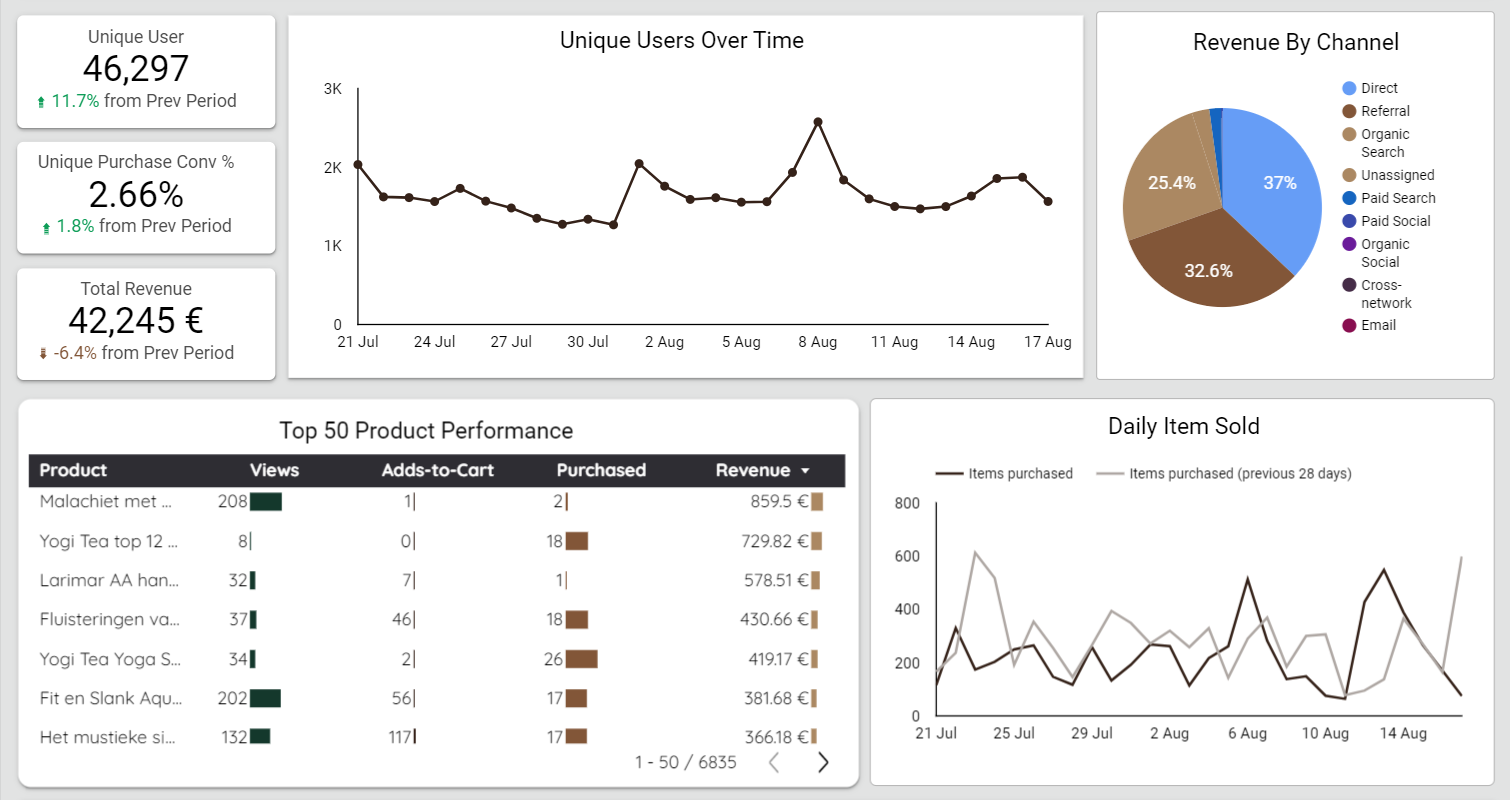 Unique User
46,297
11.7% from Prev Period
Unique Purchase Conv %
2.66%
1.8% from Prev Period
Total Revenue
42,245 €
-6.4% from Prev Period
Unique Users Over Time
3K
2K
1K
0
21 Jul 24 Jul 27 Jul 30 Jul 2 Aug 5 Aug 8 Aug 11 Aug 14 Aug 17 Aug
Revenue By Channel
37%
32.6%
25.4%
Direct
Referral
Organic
Search
Unassigned
Paid Search
Paid Social
Organic
Social
Cross-
network
Email
Top 50 Product Performance
Product Views Adds-to-Cart Purchased Revenue
Malachiet met ... 208 1 2 859.5 €
Yogi Tea top 12 ... 8 0 18 729.82 €
Larimar AA han... 32 7 1 578.51 €
Fluisteringen va... 37 46 18 430.66 €
Yogi Tea Yoga S... 34 2 26 419.17 €
Fit en Slank Aqu... 202 56 17 381.68 €
Het mustieke si... 132 117 17 366.18 €
1 - 50 / 6835
Daily Item Sold
Items purchased Items purchased (previous 28 days)
800
600
400
200
0
21 Jul 25 Jul 29 Jul 2 Aug 6 Aug 10 Aug 14 Aug